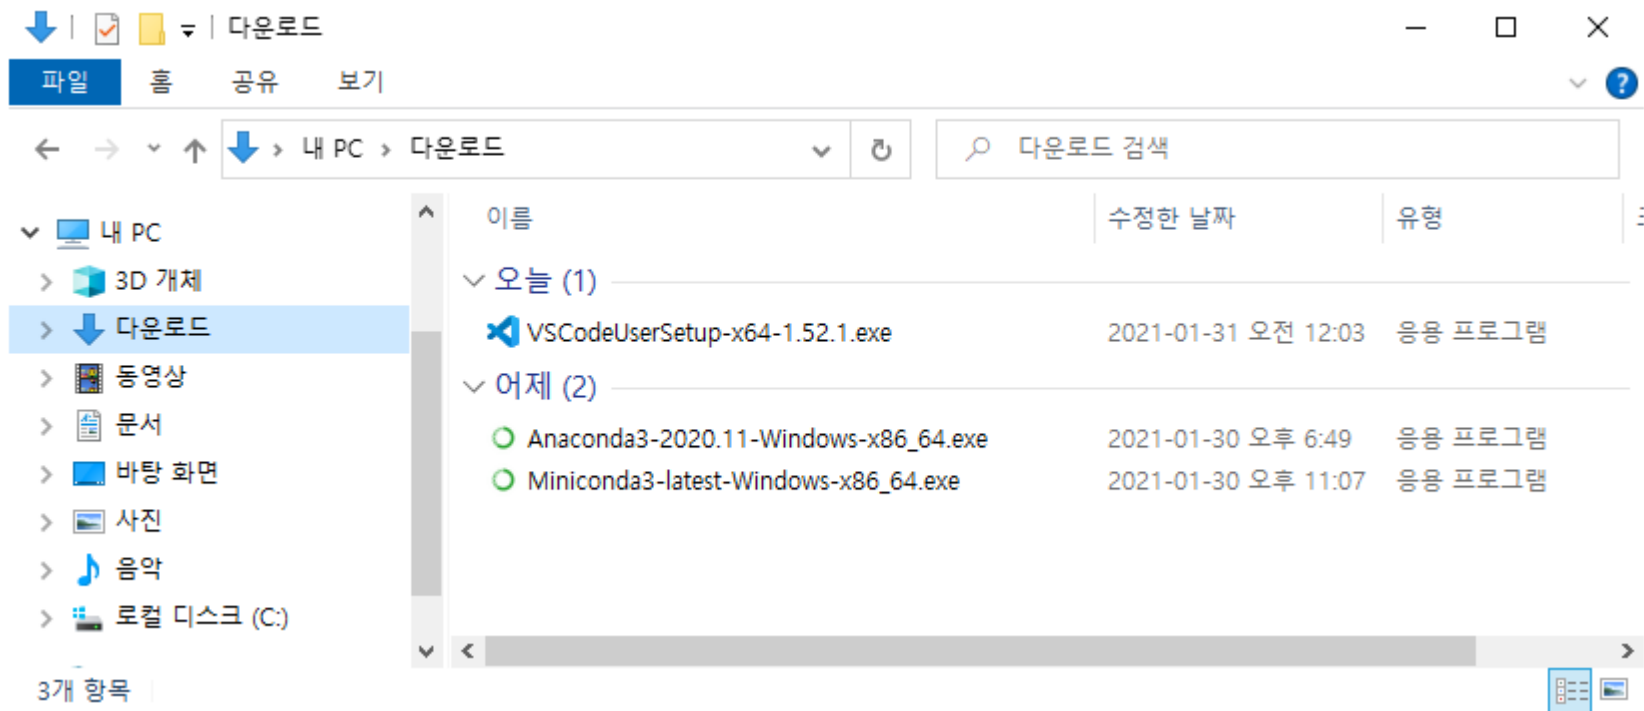 다운로드
파일 홈 공유 보기
내 PC 다운로드 다운로드 검색
이름 수정한 날짜 유형
내 PC
3D 개체
다운로드
동영상
문서
바탕 화면
사진
음악
로컬 디스크 (C:)
오늘 (1)
VSCodeUserSetup-x64-1.52.1.exe 2021-01-31 오전 12:03 응용 프로그램
어제 (2)
Anaconda3-2020.11-Windows-x86_64.exe 2021-01-30 오후 6:49 응용 프로그램
Miniconda3-latest-Windows-x86_64.exe 2021-01-30 오후 11:07 응용 프로그램
3개 항목